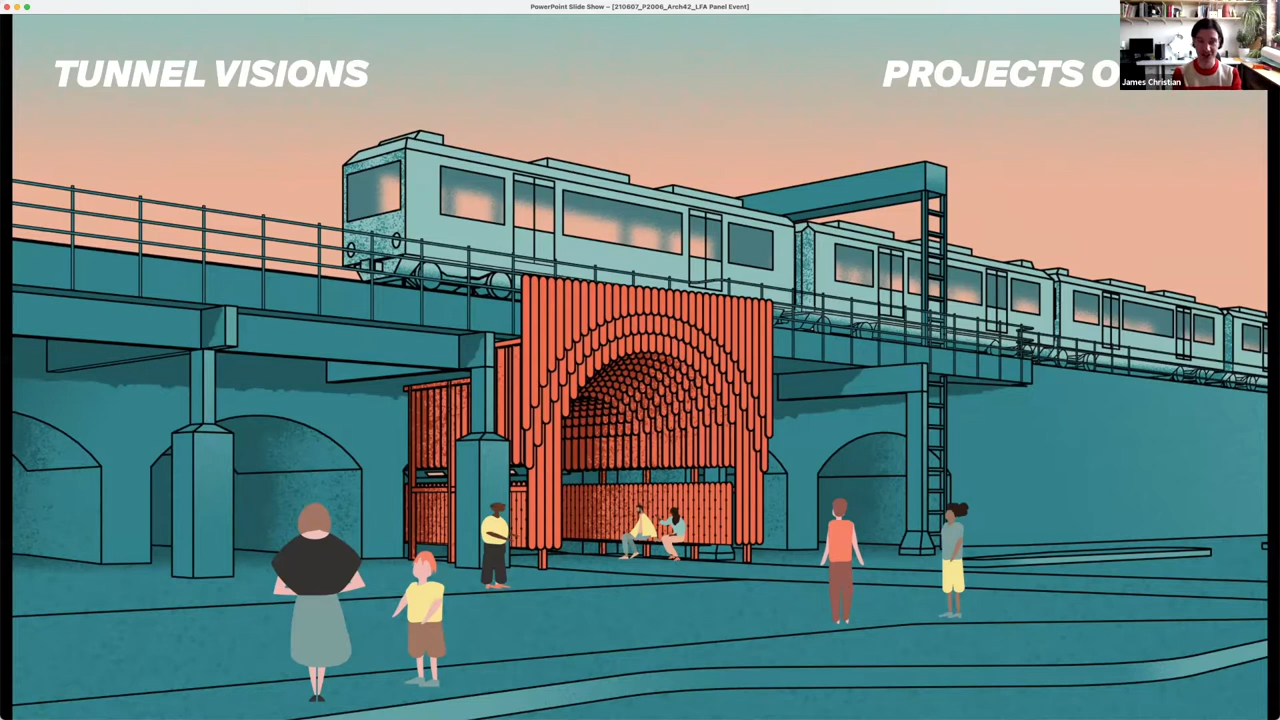 PowerPoint Slide Show – [210607_P2006_Arch42_LFA Panel Event]
TUNNEL VISIONS
PROJECTS O
James Christian